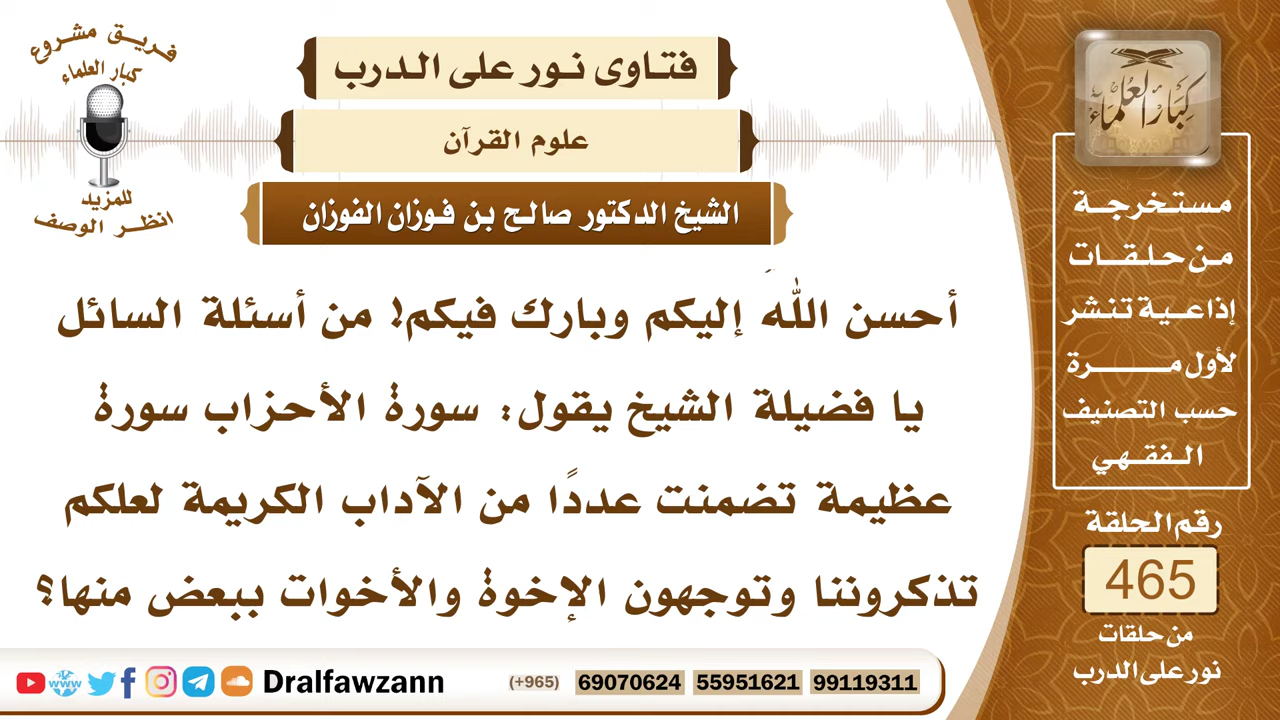 فريق مشروع
كبار العلماء
للمزيد
انظر الوصف
فتاوى نور على الدرب
علوم القرآن
الشيخ الدكتور صالح بن فوزان الفوزان
أحسن اللهَ إليكم وبارك فيكم! من أسئلة السائل
يا فضيلة الشيخ يقول: سورة الأحزاب سورة
عظيمة تضمنت عددًا من الآداب الكريمة لعلكم
تذكروننا وتوجهون الإخوة والأخوات ببعض منها؟
كِبَارُ العُلَمَاء
مستخرجة
من حلقات
إذاعية تنشر
لأول مرة
حسب التصنيف
الفقهي
رقم الحلقة
465
من حلقات
نور على الدرب
Dralfawzann (+965) 69070624 55951621 99119311